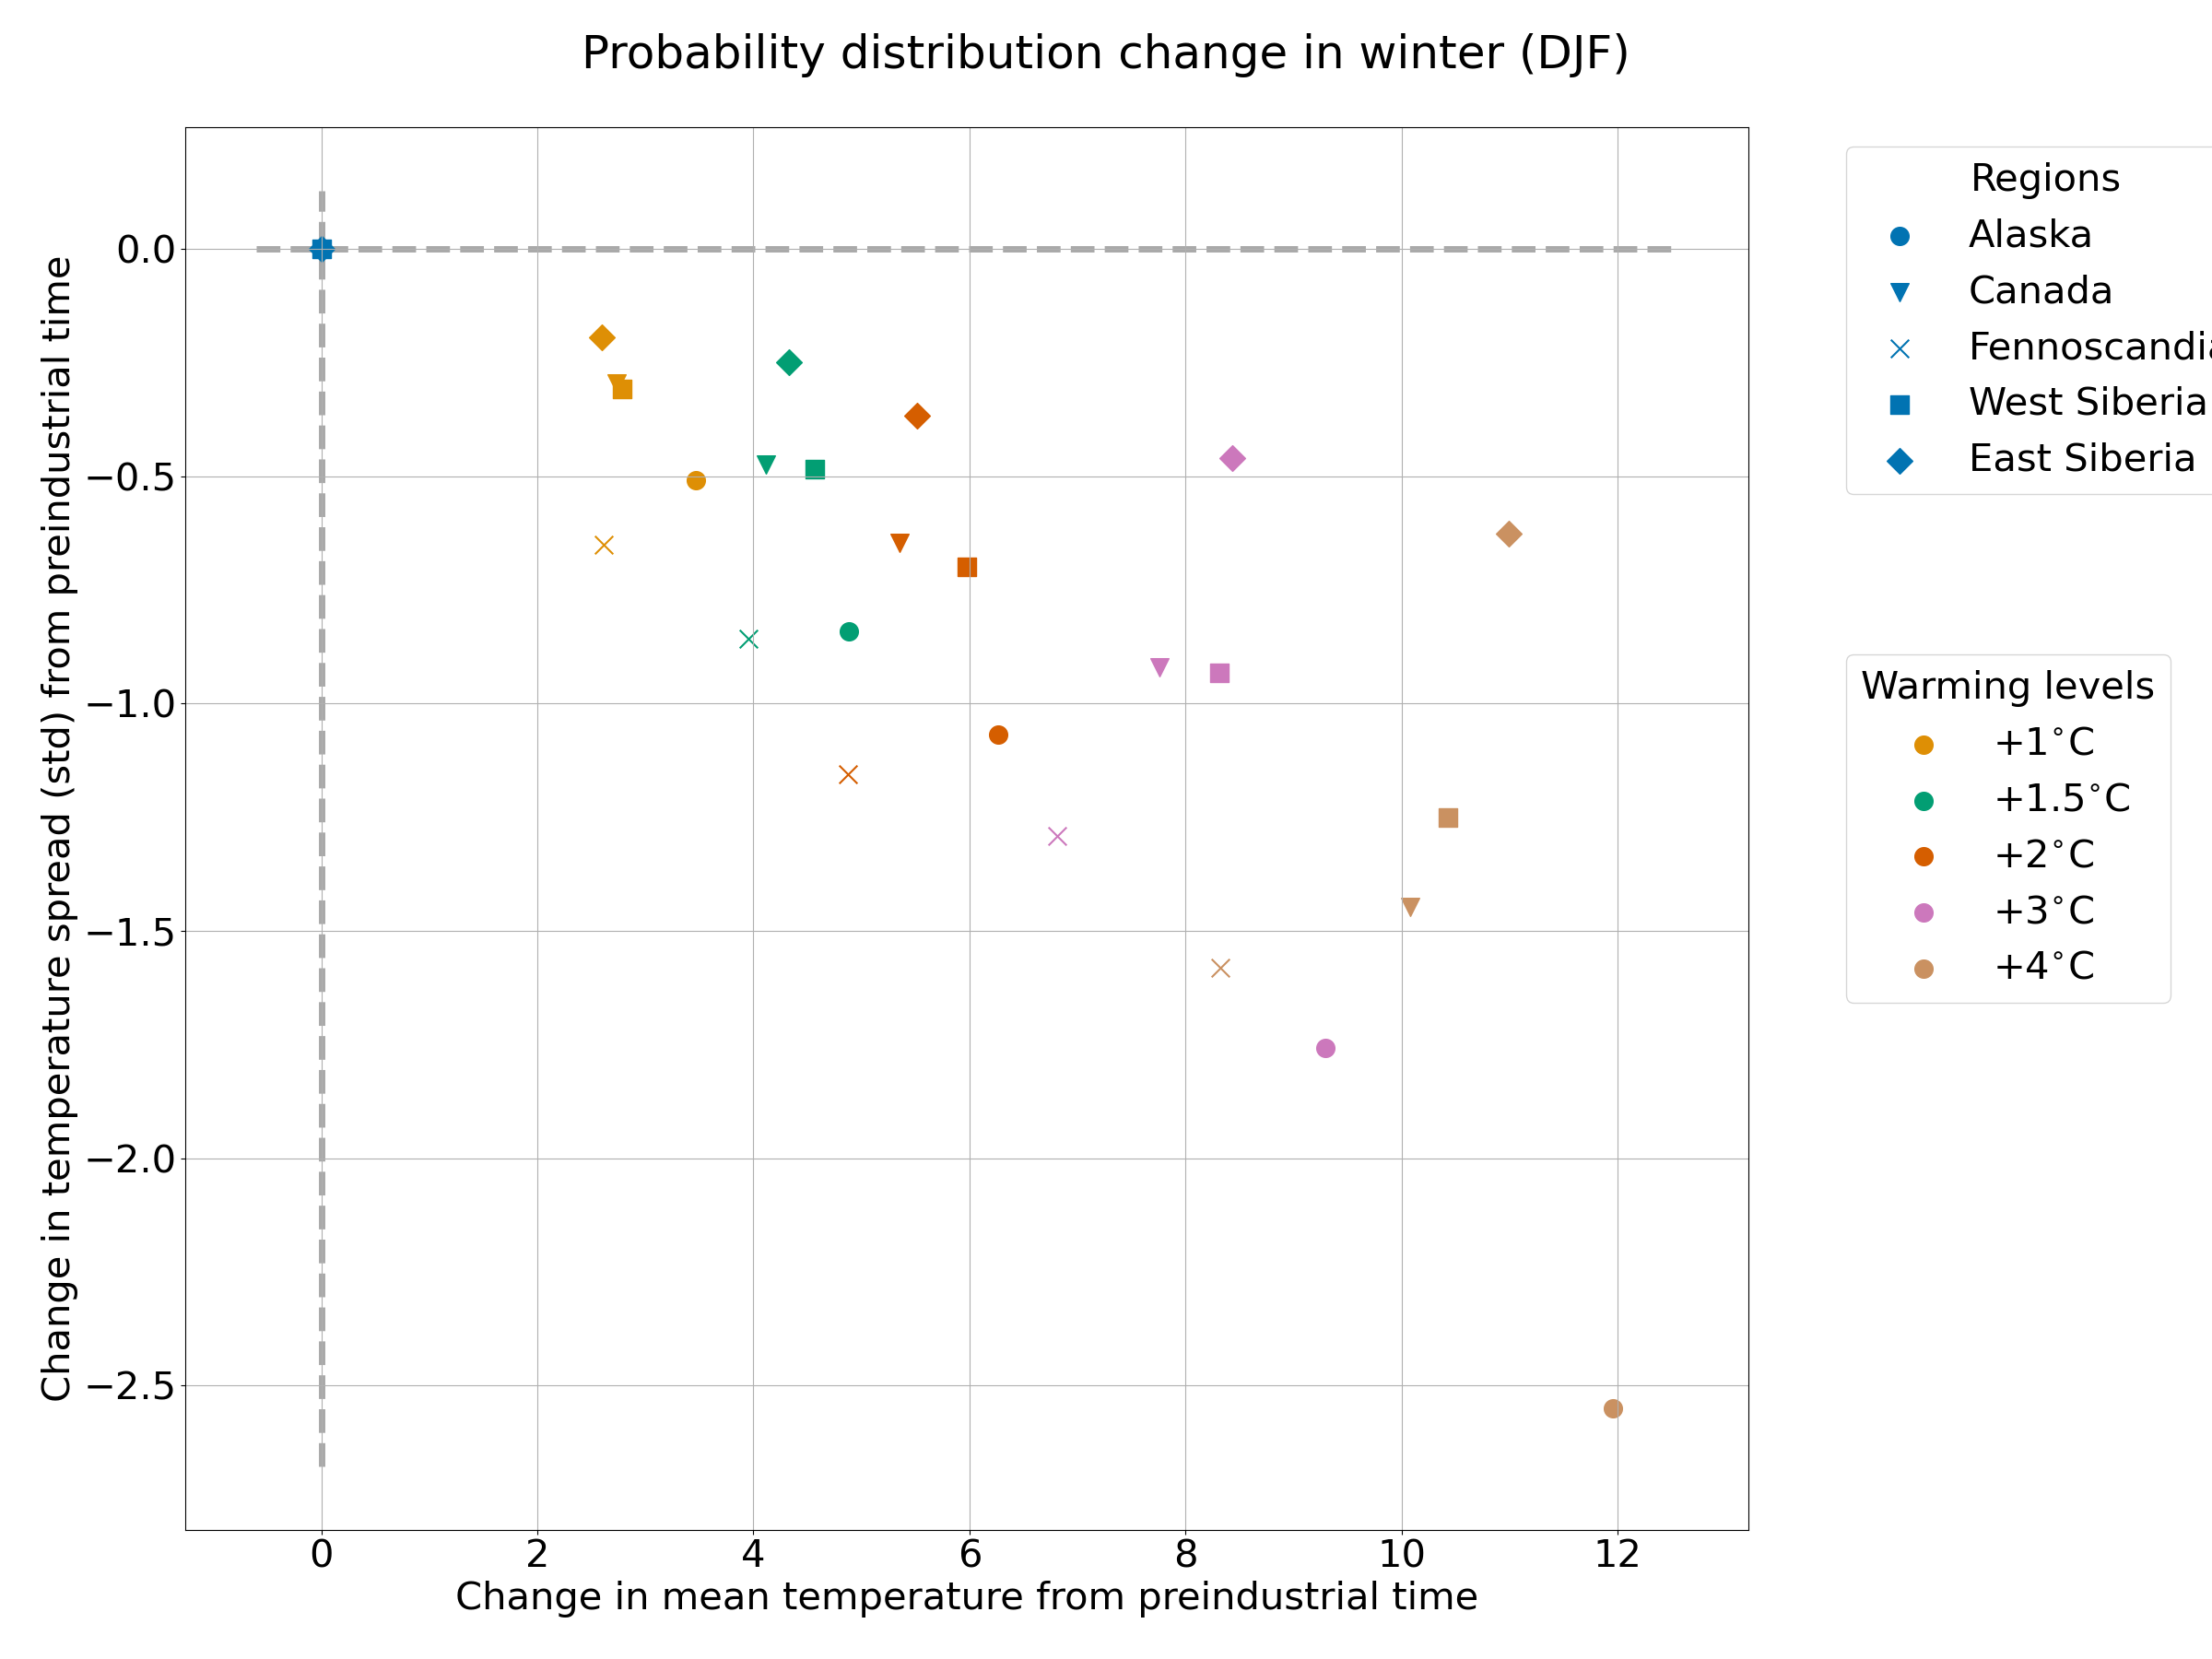 Probability distribution change in winter (DJF)
Change in temperature spread (std) from preindustrial time
0.0
−0.5
−1.0
−1.5
−2.0
−2.5
0 2 4 6 8 10 12
Change in mean temperature from preindustrial time
Regions
Alaska
Canada
Fennoscandia
West Siberia
East Siberia
Warming levels
+1°C
+1.5°C
+2°C
+3°C
+4°C